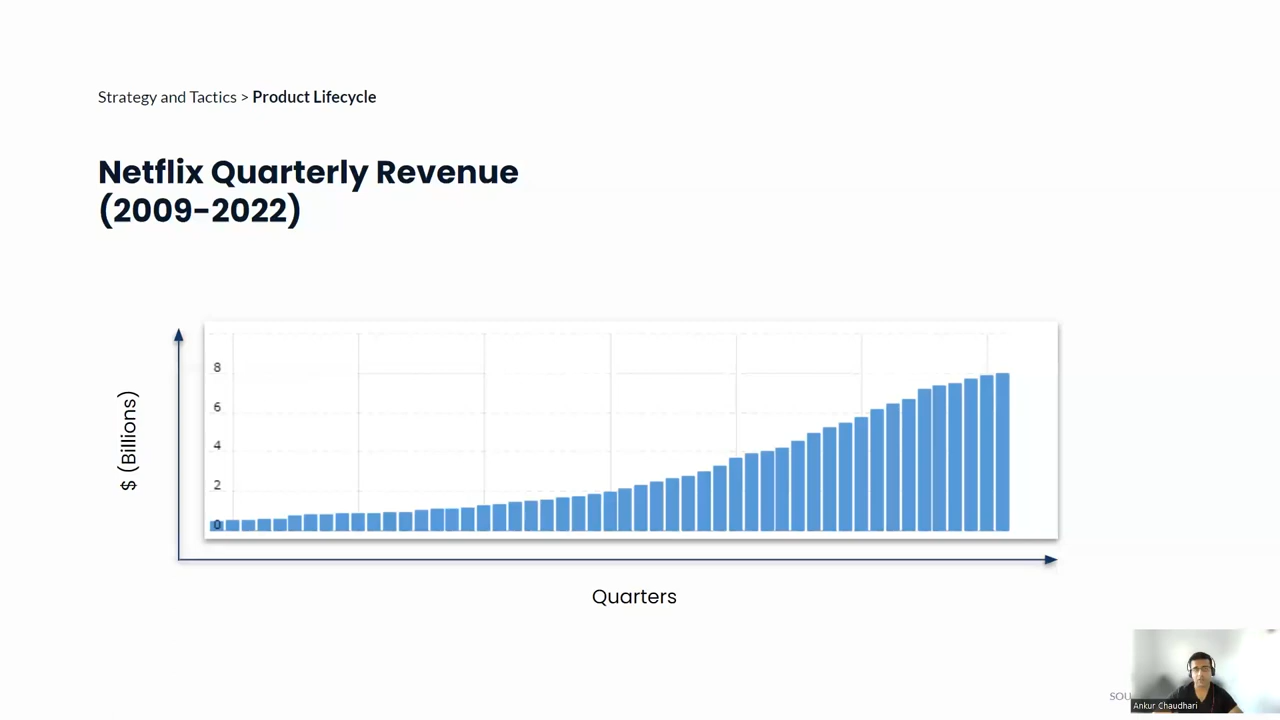 Strategy and Tactics > Product Lifecycle
Netflix Quarterly Revenue
(2009-2022)
$ (Billions)
8
6
4
2
0
Quarters
SOU
Ankur Chaudhari